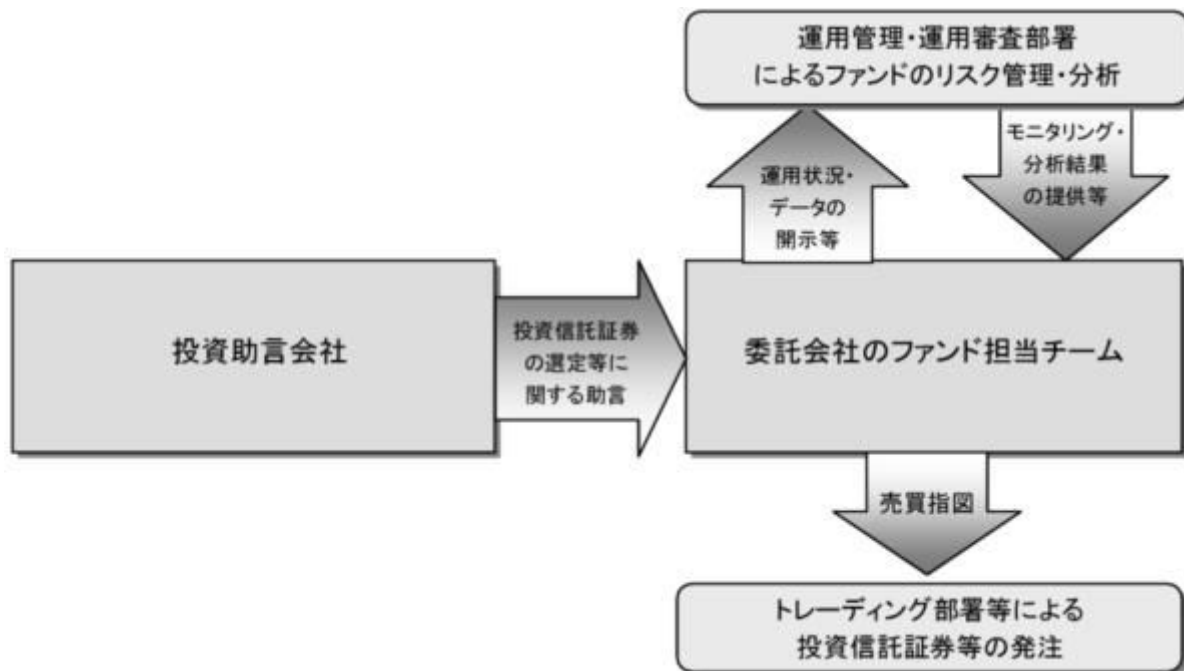 運用管理・運用審査部署
によるファンドのリスク管理・分析
運用状況・
データの
開示等
モニタリング・
分析結果
の提供等
投資助言会社
投資信託証券
の選定等に
関する助言
委託会社のファンド担当チーム
売買指図
トレーディング部署等による
投資信託証券等の発注